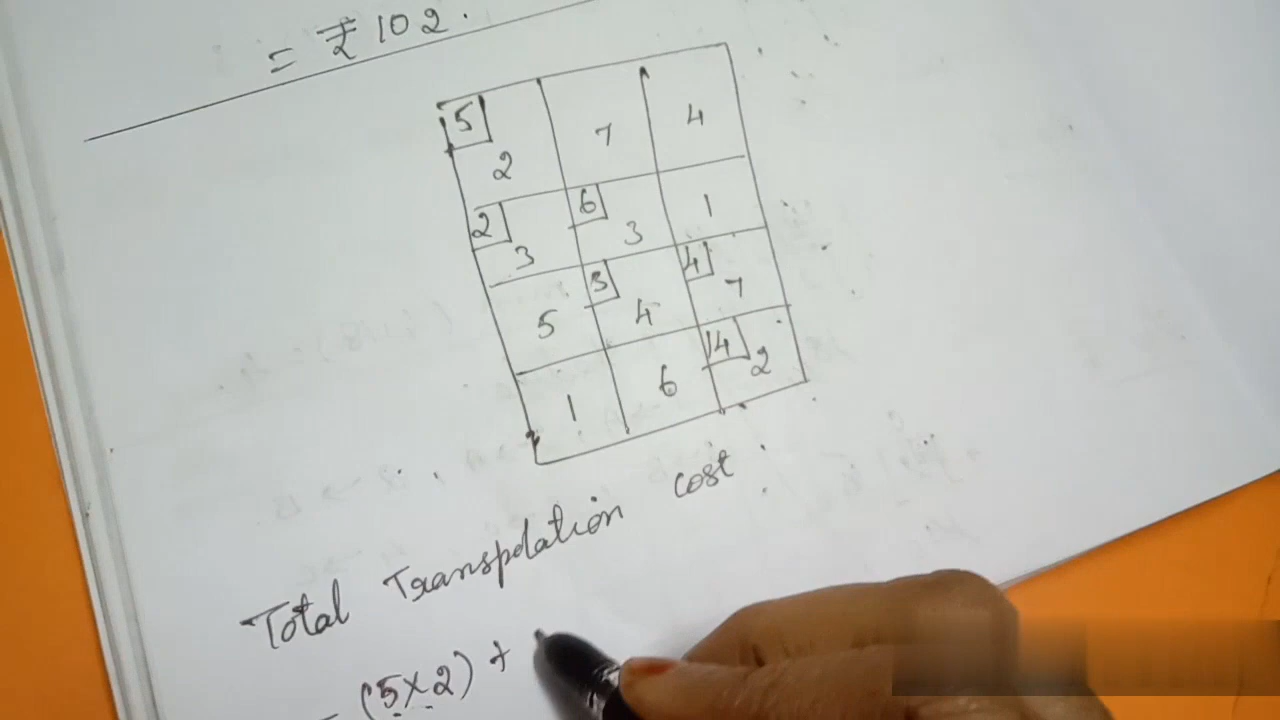 = ₹ 102.
5 2 7 4
2 3 6 3 1
5 3 4 4 7
1 6 14 2
Total Transpotation cost
= (5×2) +